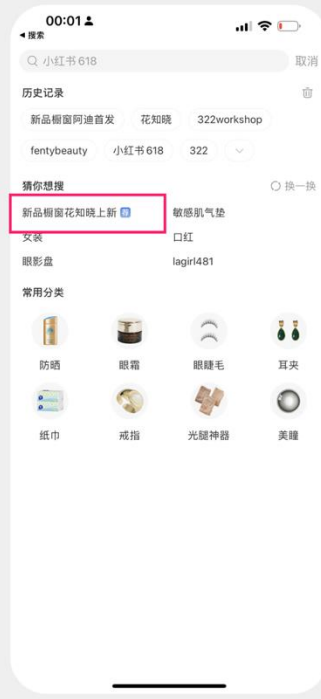 00:01
◀ 搜索
小红书 618 取消
历史记录
新品橱窗阿迪首发 花知晓 322workshop
fentybeauty 小红书 618 322
猜你想搜 换一换
新品橱窗花知晓上新 敏感肌气垫
女装 口红
眼影盘 lagirl481
常用分类
防晒 眼霜 眼睫毛 耳夹
纸巾 戒指 光腿神器 美瞳